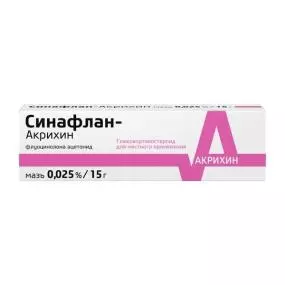 Синафлан-
Акрихин
флуоцинолона ацетонид
мазь 0,025%/15 г
Глюкокортикостероид
для местного применения
АКРИХИН